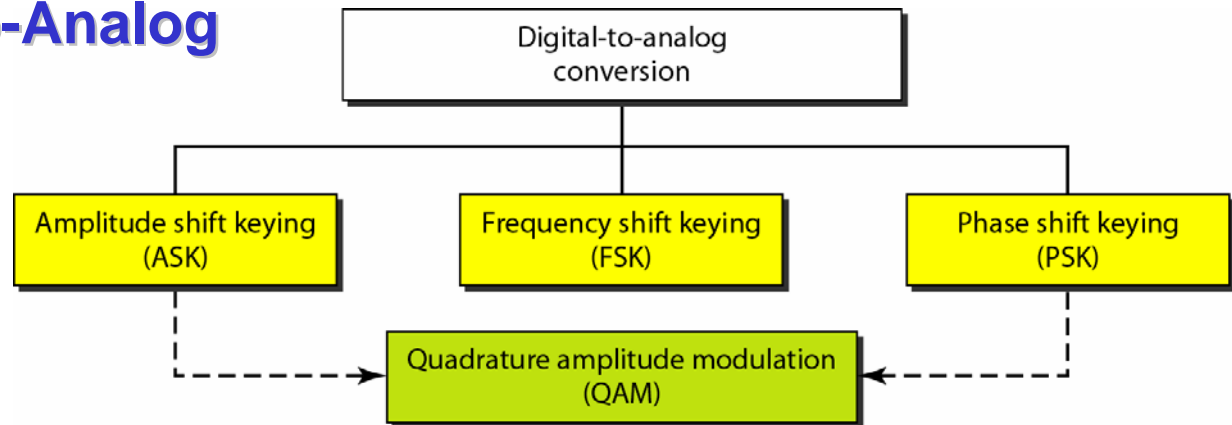 -Analog
Digital-to-analog
conversion
Amplitude shift keying
(ASK)
Frequency shift keying
(FSK)
Phase shift keying
(PSK)
Quadrature amplitude modulation
(QAM)